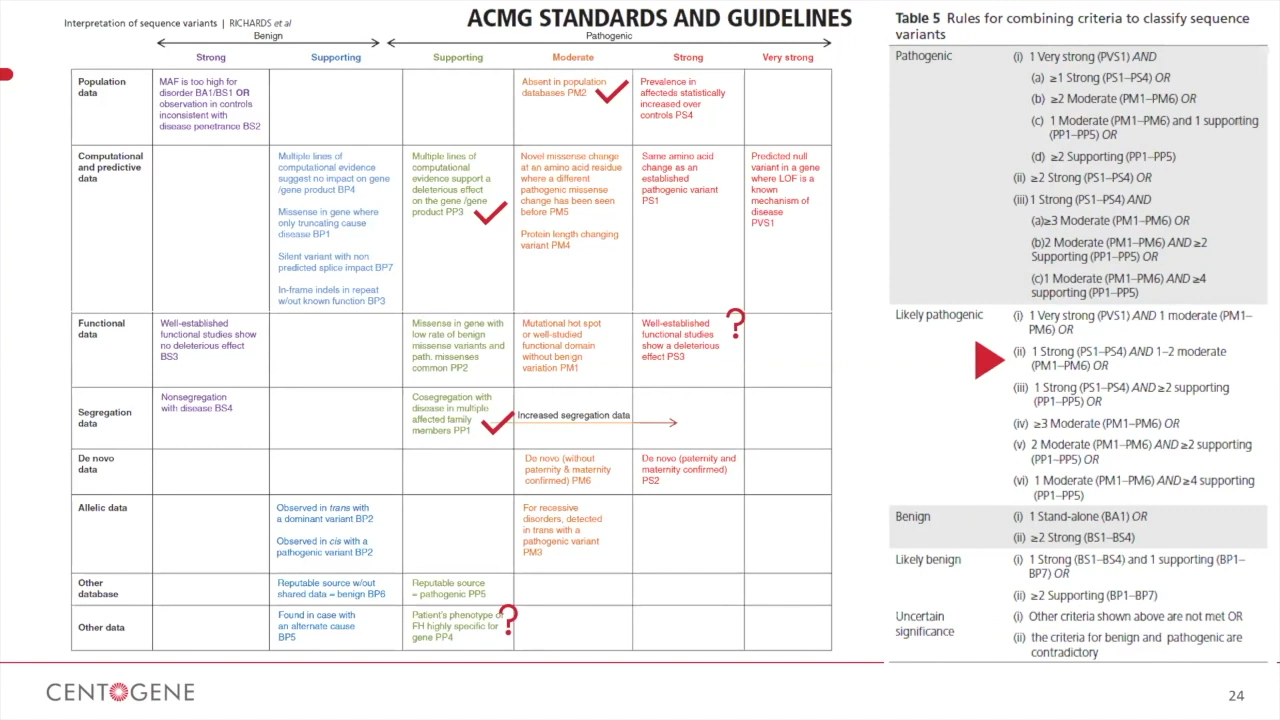 Interpretation of sequence variants | RICHARDS et al
ACMG STANDARDS AND GUIDELINES
Benign
Pathogenic
Strong
Supporting
Supporting
Moderate
Strong
Very strong
Population
data
MAF is too high for
disorder BA1/BS1 OR
observation in controls
inconsistent with
disease penetrance BS2
Absent in population
databases PM2
Prevalence in
affecteds statistically
increased over
controls PS4
Computational
and predictive
data
Multiple lines of
computational evidence
suggest no impact on gene
/gene product BP4
Missense in gene where
only truncating cause
disease BP1
Silent variant with non
predicted splice impact BP7
In-frame indels in repeat
w/out known function BP3
Multiple lines of
computational
evidence support a
deleterious effect
on the gene /gene
product PP3
Novel missense change
at an amino acid residue
where a different
pathogenic missense
change has been seen
before PM5
Protein length changing
variant PM4
Same amino acid
change as an
established
pathogenic variant
PS1
Predicted null
variant in a gene
where LOF is a
known
mechanism of
disease
PVS1
Functional
data
Well-established
functional studies show
no deleterious effect
BS3
Missense in gene with
low rate of benign
missense variants and
path. missenses
common PP2
Mutational hot spot
or well-studied
functional domain
without benign
variation PM1
Well-established
functional studies
show a deleterious
effect PS3
?
Segregation
data
Nonsegregation
with disease BS4
Cosegregation with
disease in multiple
affected family
members PP1
Increased segregation data
De novo
data
De novo (without
paternity & maternity
confirmed) PM6
De novo (paternity and
maternity confirmed)
PS2
Allelic data
Observed in trans with
a dominant variant BP2
Observed in cis with a
pathogenic variant BP2
For recessive
disorders, detected
in trans with a
pathogenic variant
PM3
Other
database
Reputable source w/out
shared data = benign BP6
Reputable source
= pathogenic PP5
Other data
Found in case with
an alternate cause
BP5
Patient's phenotype of
FH highly specific for
gene PP4
?
Table 5 Rules for combining criteria to classify sequence
variants
Pathogenic
(i) 1 Very strong (PVS1) AND
(a) ≥1 Strong (PS1–PS4) OR
(b) ≥2 Moderate (PM1–PM6) OR
(c) 1 Moderate (PM1–PM6) and 1 supporting
(PP1–PP5) OR
(d) ≥2 Supporting (PP1–PP5)
(ii) ≥2 Strong (PS1–PS4) OR
(iii) 1 Strong (PS1–PS4) AND
(a)≥3 Moderate (PM1–PM6) OR
(b)2 Moderate (PM1–PM6) AND ≥2
Supporting (PP1–PP5) OR
(c)1 Moderate (PM1–PM6) AND ≥4
supporting (PP1–PP5)
Likely pathogenic
(i) 1 Very strong (PVS1) AND 1 moderate (PM1–
PM6) OR
(ii) 1 Strong (PS1–PS4) AND 1–2 moderate
(PM1–PM6) OR
(iii) 1 Strong (PS1–PS4) AND ≥2 supporting
(PP1–PP5) OR
(iv) ≥3 Moderate (PM1–PM6) OR
(v) 2 Moderate (PM1–PM6) AND ≥2 supporting
(PP1–PP5) OR
(vi) 1 Moderate (PM1–PM6) AND ≥4 supporting
(PP1–PP5)
Benign
(i) 1 Stand-alone (BA1) OR
(ii) ≥2 Strong (BS1–BS4)
Likely benign
(i) 1 Strong (BS1–BS4) and 1 supporting (BP1–
BP7) OR
(ii) ≥2 Supporting (BP1–BP7)
Uncertain
significance
(i) Other criteria shown above are not met OR
(ii) the criteria for benign and pathogenic are
contradictory
CENTOGENE
24